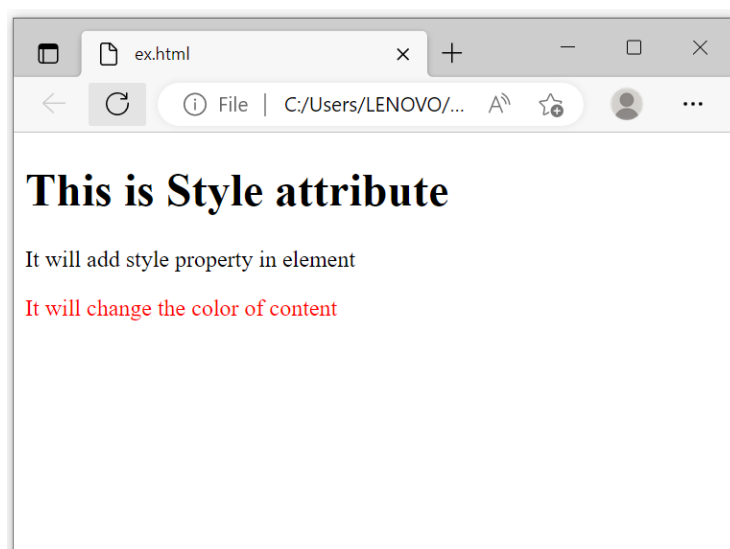 ex.html
File | C:/Users/LENOVO/...
This is Style attribute
It will add style property in element
It will change the color of content